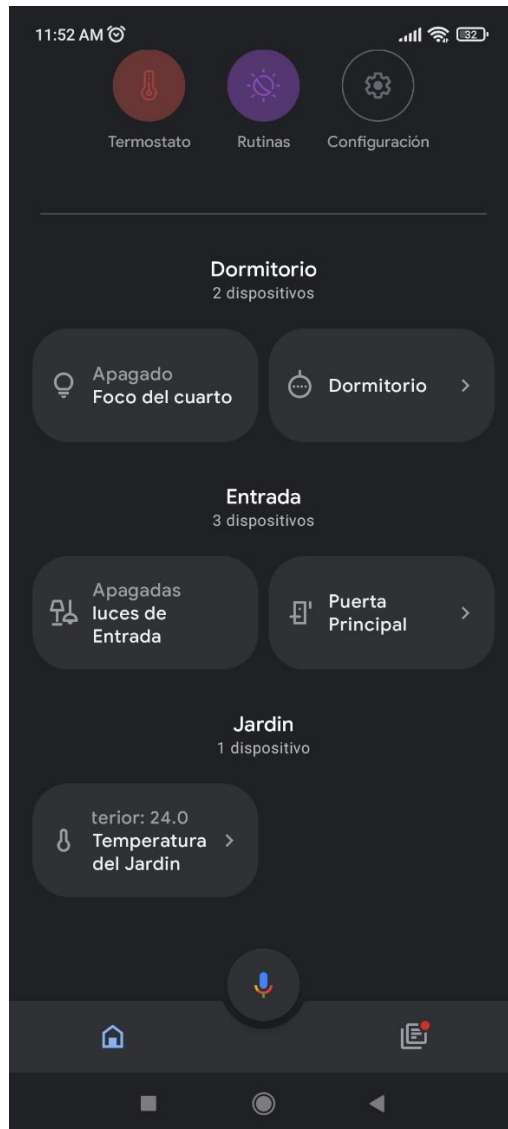 11:52 AM
32
Termostato
Rutinas
Configuración
Dormitorio
2 dispositivos
Apagado
Foco del cuarto
Dormitorio
Entrada
3 dispositivos
Apagadas
luces de
Entrada
Puerta
Principal
Jardin
1 dispositivo
terior: 24.0
Temperatura
del Jardin